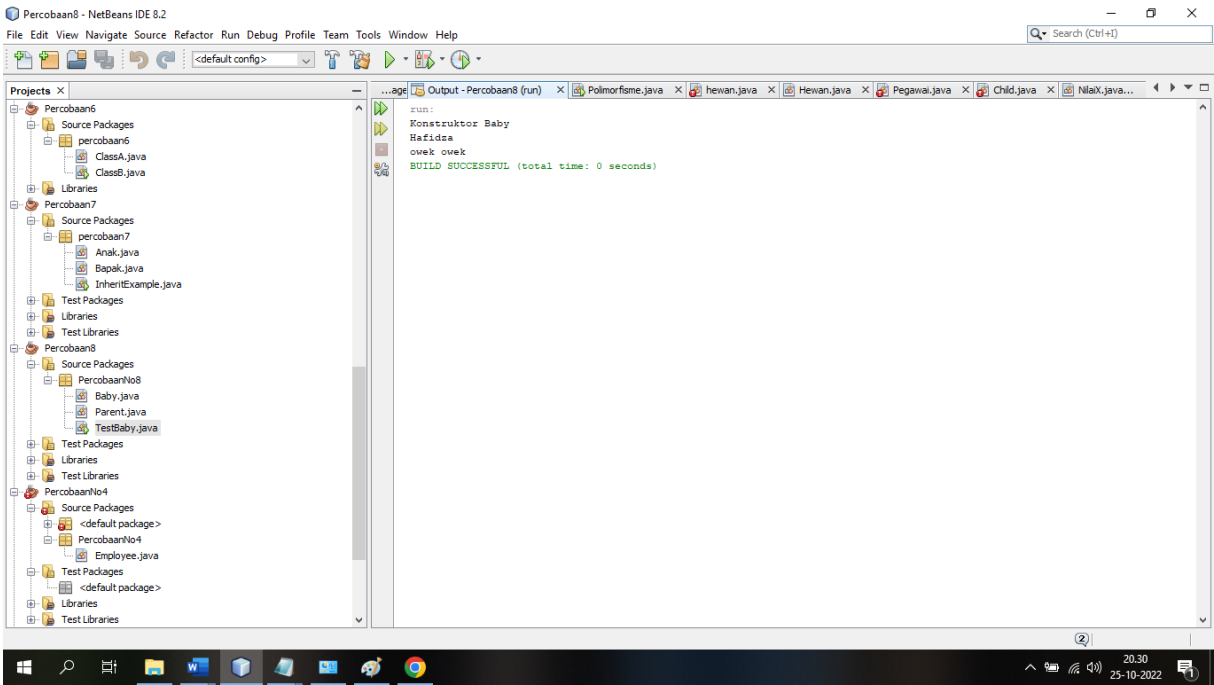 Percobaan8 - NetBeans IDE 8.2
File Edit View Navigate Source Refactor Run Debug Profile Team Tools Window Help
Search (Ctrl+I)
<default config>
Projects
...age Output - Percobaan8 (run) Polimorfisme.java hewan.java Hewan.java Pegawai.java Child.java NilaiX.java...
Percobaan6
Source Packages
percobaan6
ClassA.java
ClassB.java
Libraries
Percobaan7
Source Packages
percobaan7
Anak.java
Bapak.java
InheritExample.java
Test Packages
Libraries
Test Libraries
Percobaan8
Source Packages
PercobaanNo8
Baby.java
Parent.java
TestBaby.java
Test Packages
Libraries
Test Libraries
PercobaanNo4
Source Packages
<default package>
PercobaanNo4
Employee.java
Test Packages
<default package>
Libraries
Test Libraries
run:
Konstruktor Baby
Hafidza
owek owek
BUILD SUCCESSFUL (total time: 0 seconds)
2
20.30
25-10-2022
1